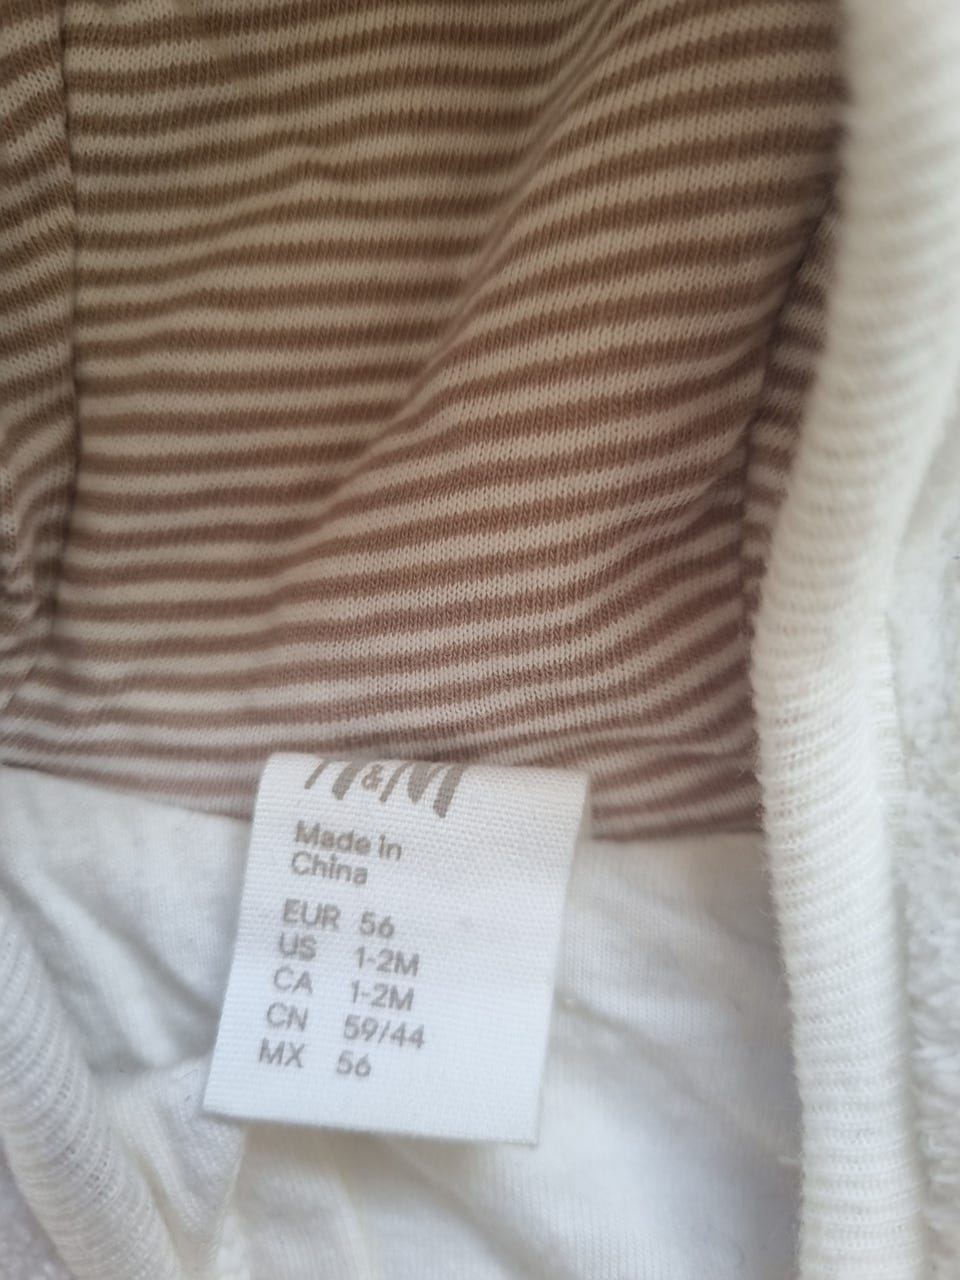 H&M
Made in
China
EUR 56
US 1-2M
CA 1-2M
CN 59/44
MX 56